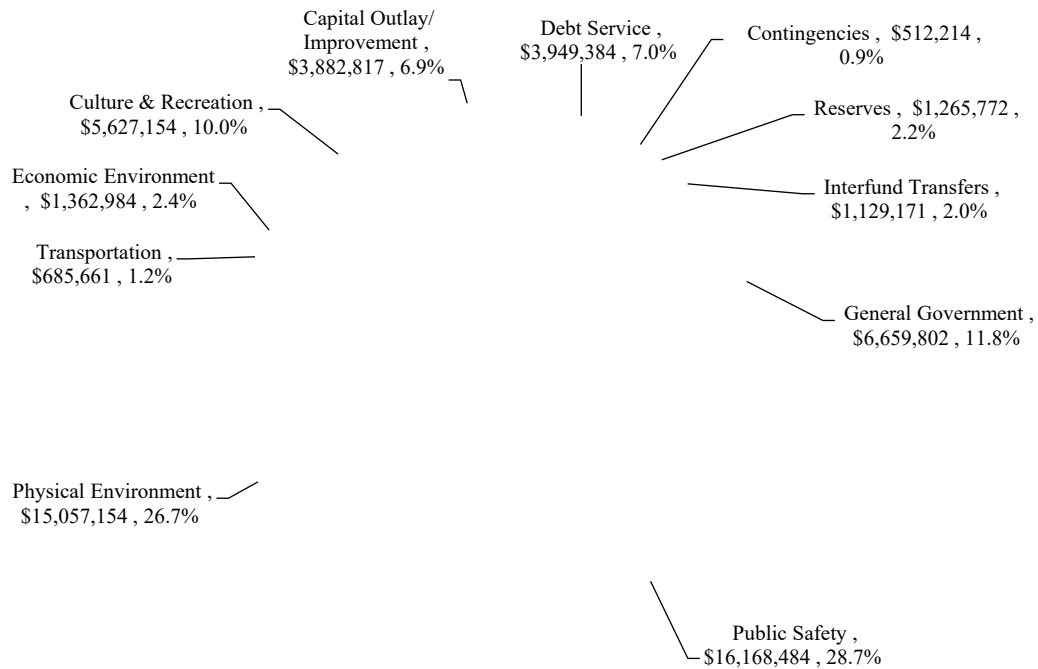 Capital Outlay/
Improvement ,
$3,882,817 , 6.9%
Debt Service ,
$3,949,384 , 7.0%
Contingencies , $512,214 ,
0.9%
Reserves , $1,265,772 ,
2.2%
Interfund Transfers ,
$1,129,171 , 2.0%
General Government ,
$6,659,802 , 11.8%
Public Safety ,
$16,168,484 , 28.7%
Physical Environment ,
$15,057,154 , 26.7%
Transportation ,
$685,661 , 1.2%
Economic Environment
, $1,362,984 , 2.4%
Culture & Recreation ,
$5,627,154 , 10.0%